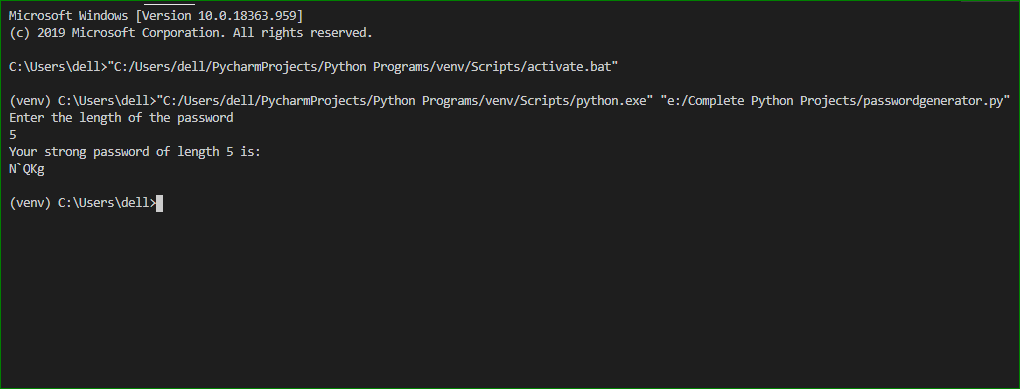 Microsoft Windows [Version 10.0.18363.959]
(c) 2019 Microsoft Corporation. All rights reserved.
C:\Users\dell>"C:/Users/dell/PycharmProjects/Python Programs/venv/Scripts/activate.bat"
(venv) C:\Users\dell>"C:/Users/dell/PycharmProjects/Python Programs/venv/Scripts/python.exe" "e:/Complete Python Projects/passwordgenerator.py"
Enter the length of the password
5
Your strong password of length 5 is:
N`QKg
(venv) C:\Users\dell>